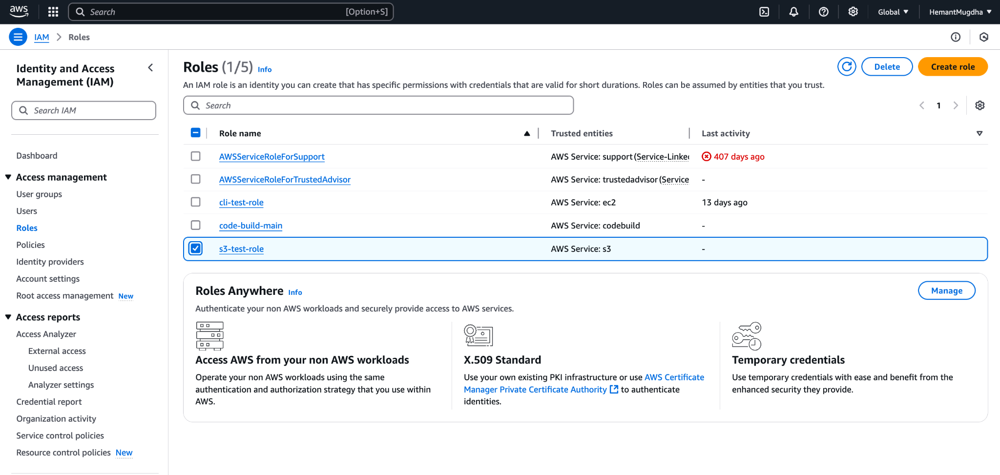 aws
Search [Option+S]
Global
HemantMugdha
IAM
Roles
Identity and Access
Management (IAM)
Search IAM
Dashboard
Access management
User groups
Users
Roles
Policies
Identity providers
Account settings
Root access management New
Access reports
Access Analyzer
External access
Unused access
Analyzer settings
Credential report
Organization activity
Service control policies
Resource control policies New
Roles (1/5) Info
Delete
Create role
An IAM role is an identity you can create that has specific permissions with credentials that are valid for short durations. Roles can be assumed by entities that you trust.
Search
1
Role name Trusted entities Last activity
AWSServiceRoleForSupport AWS Service: support (Service-Linked 407 days ago
AWSServiceRoleForTrustedAdvisor AWS Service: trustedadvisor (Service -
cli-test-role AWS Service: ec2 13 days ago
code-build-main AWS Service: codebuild -
s3-test-role AWS Service: s3 -
Roles Anywhere Info
Manage
Authenticate your non AWS workloads and securely provide access to AWS services.
Access AWS from your non AWS workloads
Operate your non AWS workloads using the same
authentication and authorization strategy that you use within
AWS.
X.509 Standard
Use your own existing PKI infrastructure or use AWS Certificate
Manager Private Certificate Authority to authenticate
identities.
Temporary credentials
Use temporary credentials with ease and benefit from the
enhanced security they provide.